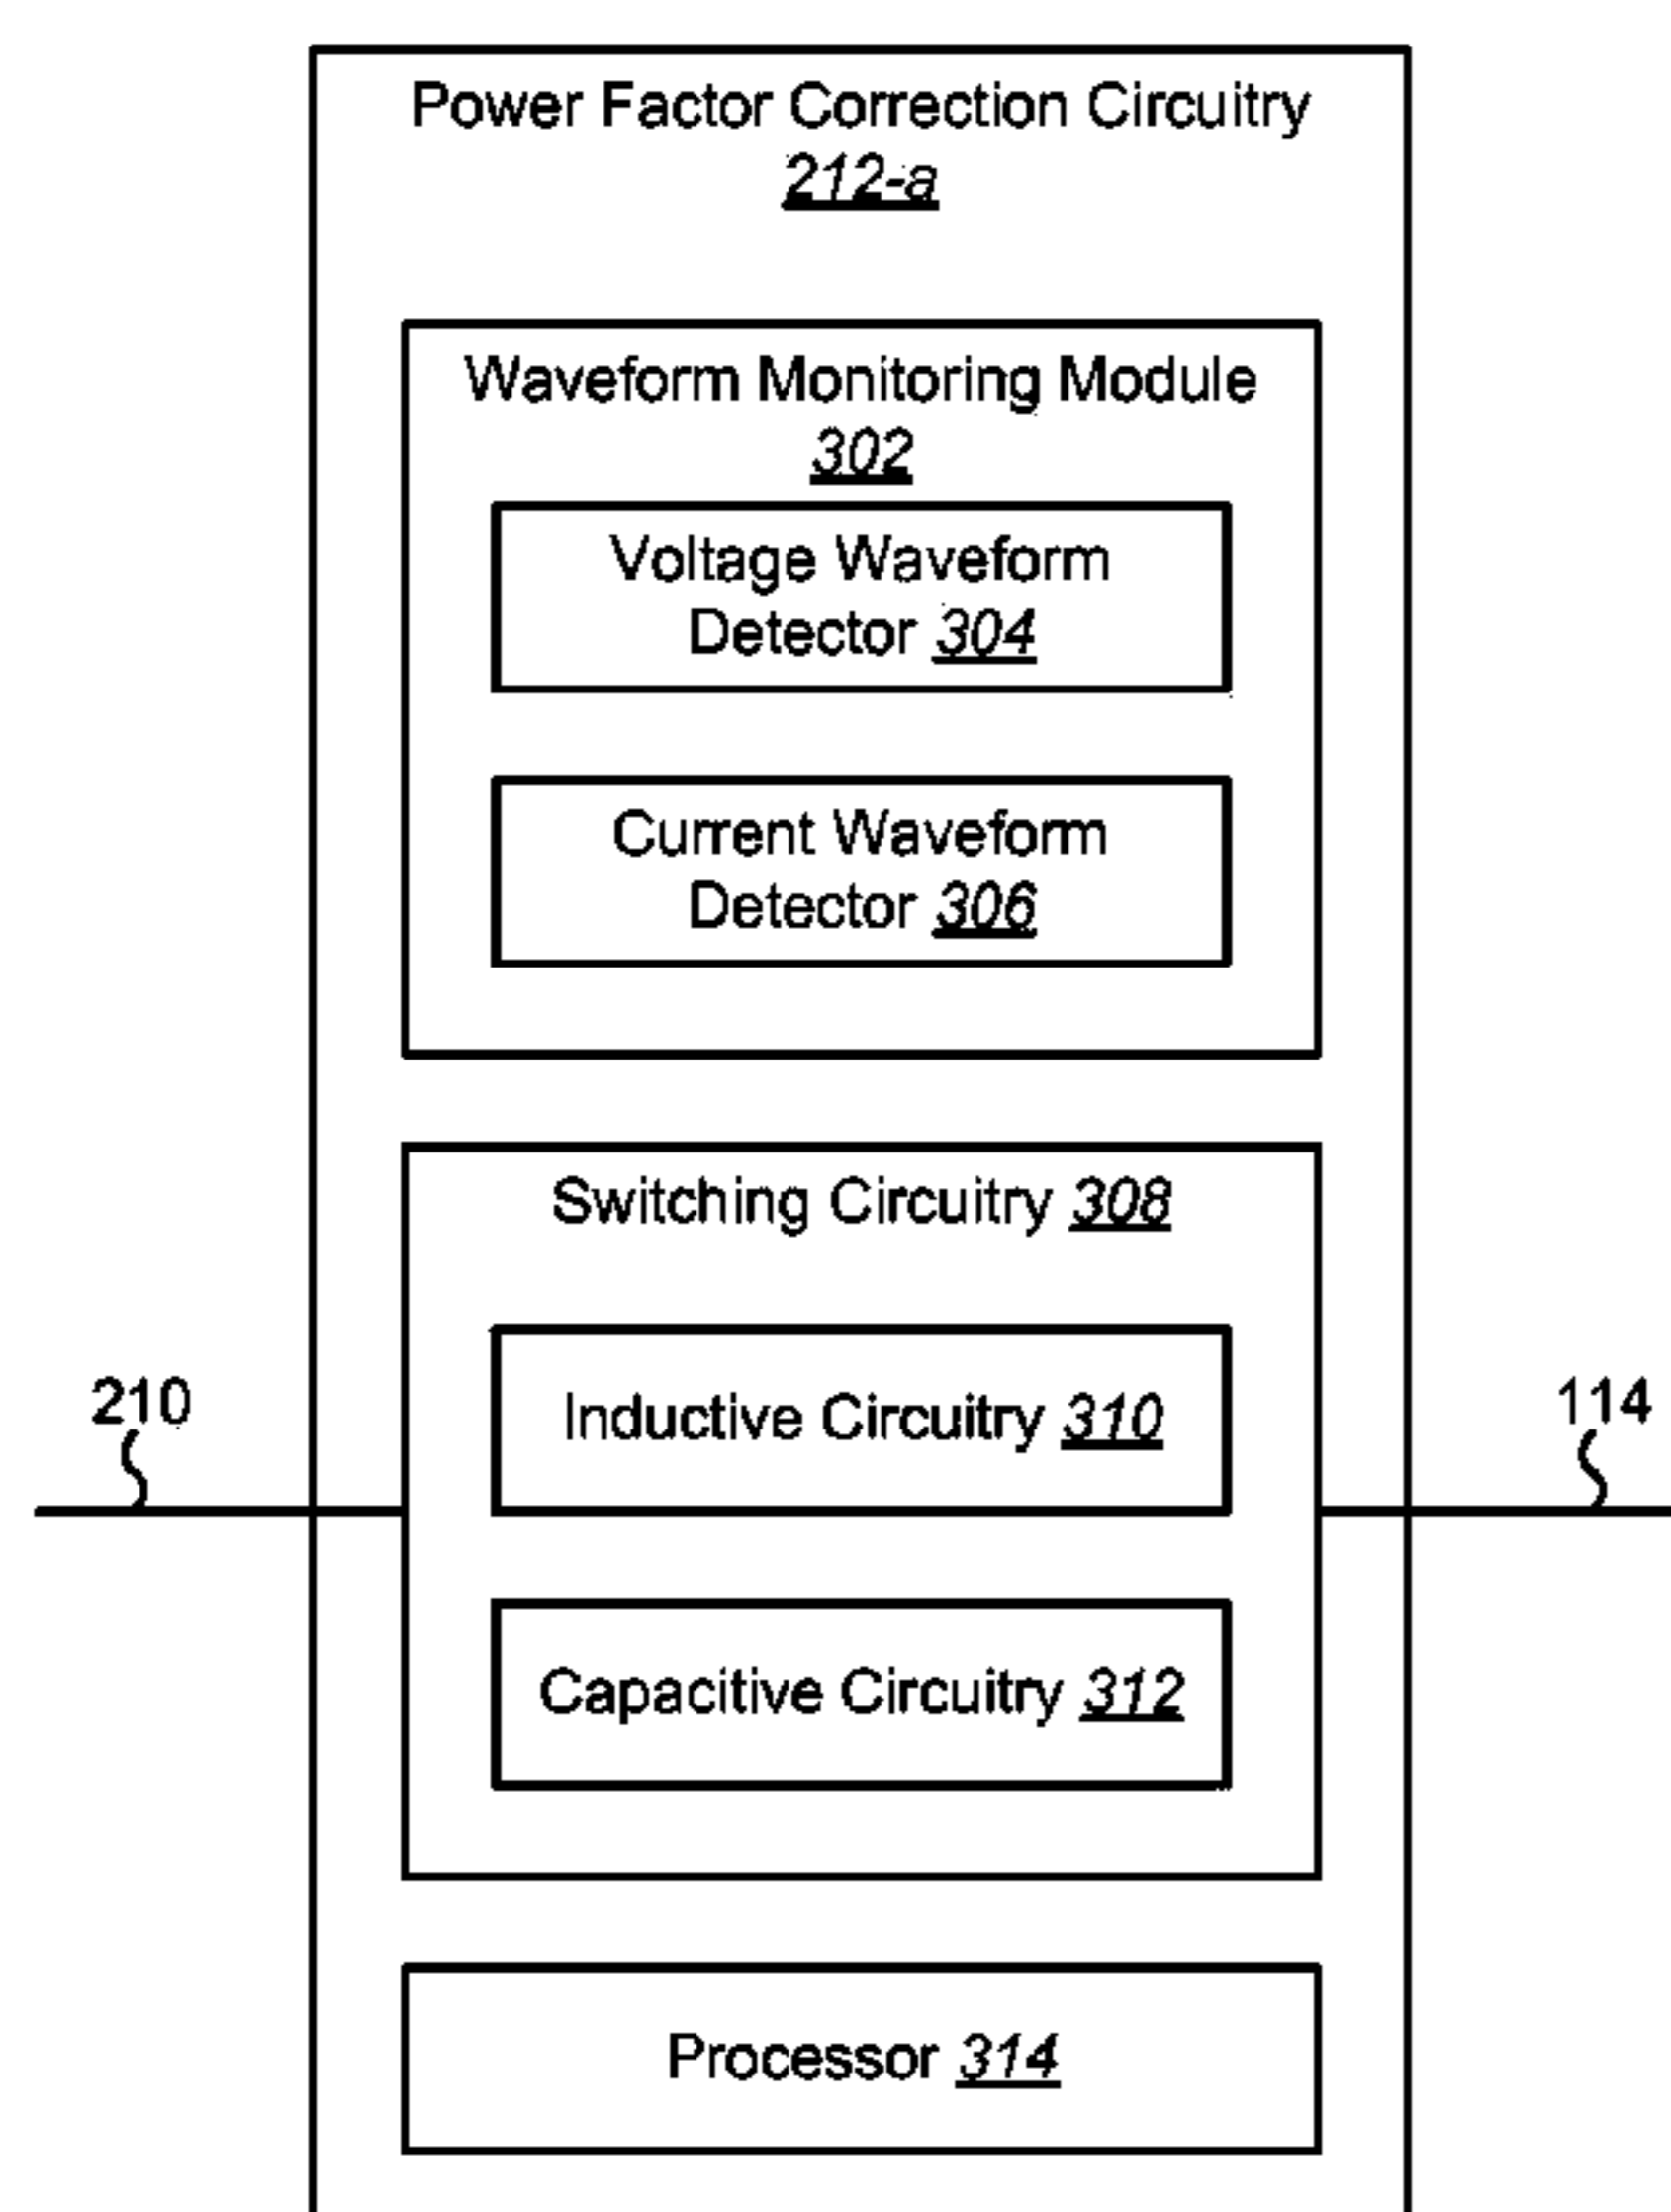 Power Factor Correction Circuitry
212-a
Waveform Monitoring Module
302
Voltage Waveform
Detector 304
Current Waveform
Detector 306
Switching Circuitry 308
Inductive Circuitry 310
210
114
Capacitive Circuitry 312
Processor 314